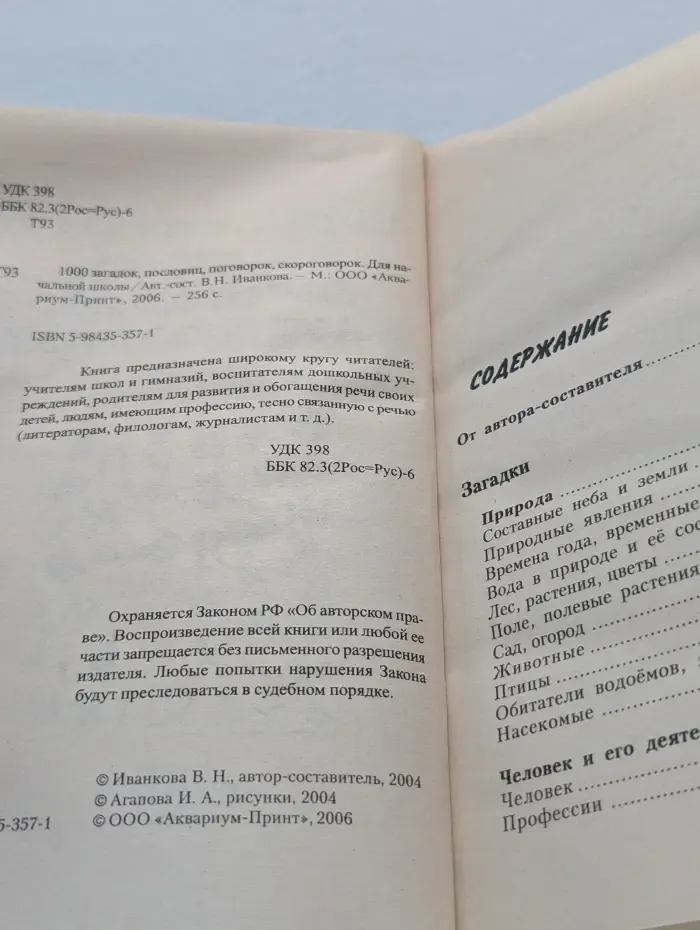 УДК 398
ББК 82.3(2Рос=Рус)-6
Т93
Т93
1000 загадок, пословиц, поговорок, скороговорок. Для на-
чальной школы/ Авт.-сост. В.Н. Иванкова. — М.: ООО «Аква-
риум-Принт», 2006. — 256 с.
ISBN 5-98435-357-1
Книга предназначена широкому кругу читателей:
учителям школ и гимназий, воспитателям дошкольных уч-
реждений, родителям для развития и обогащения речи своих
детей, людям, имеющим профессию, тесно связанную с речью
(литераторам, филологам, журналистам и т. д.).
УДК 398
ББК 82.3(2Рос=Рус)-6
Охраняется Законом РФ «Об авторском пра-
ве». Воспроизведение всей книги или любой ее
части запрещается без письменного разрешения
издателя. Любые попытки нарушения Закона
будут преследоваться в судебном порядке.
© Иванкова В. Н., автор-составитель, 2004
© Агапова И. А., рисунки, 2004
5-357-1 © ООО «Аквариум-Принт», 2006
СОДЕРЖАНИЕ
От автора-составителя
Загадки
Природа
Составные неба и земли
Природные явления
Времена года, временные
Вода в природе и её сос
Лес, растения, цветы
Поле, полевые растения
Сад, огород
Животные
Птицы
Обитатели водоёмов,
Насекомые
Человек и его деяте
Человек
Профессии